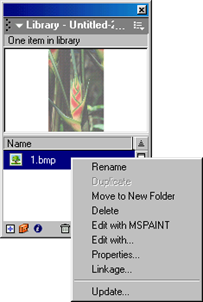 Library - Untitled-2...
One item in library
Name
1.bmp
Rename
Duplicate
Move to New Folder
Delete
Edit with MSPAINT
Edit with...
Properties...
Linkage...
Update...